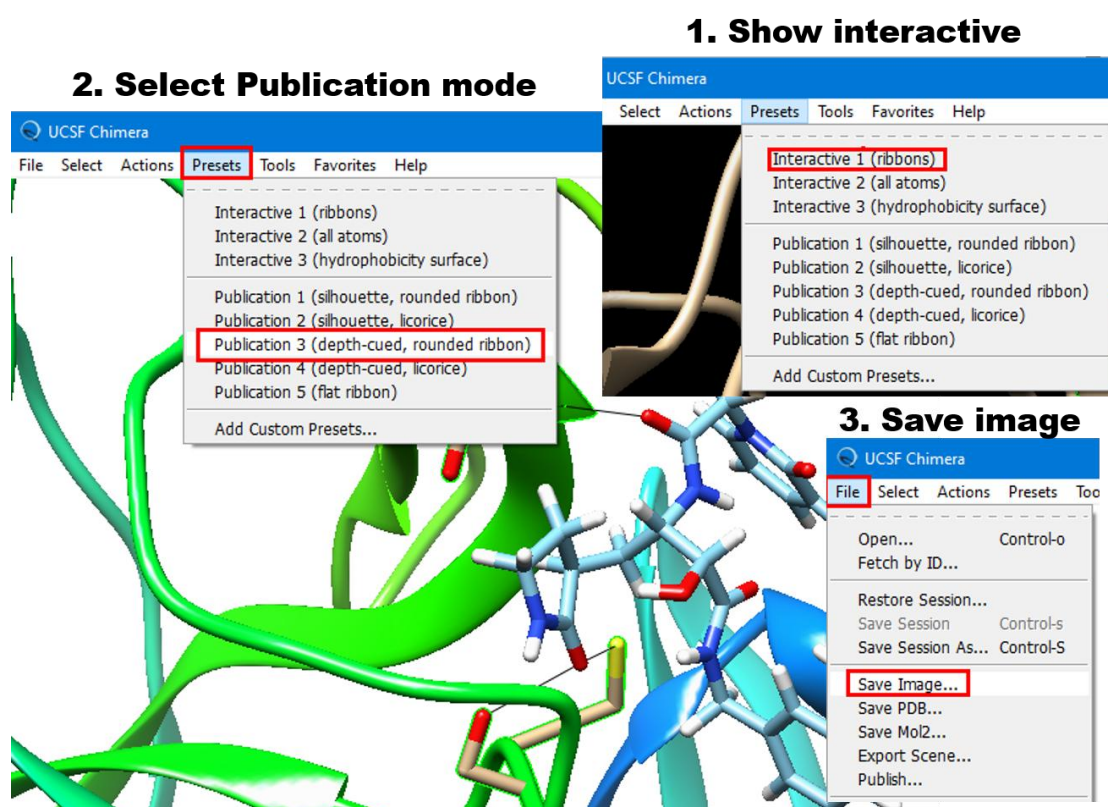 1. Show interactive
UCSF Chimera
Select Actions Presets Tools Favorites Help
Interactive 1 (ribbons)
Interactive 2 (all atoms)
Interactive 3 (hydrophobicity surface)
Publication 1 (silhouette, rounded ribbon)
Publication 2 (silhouette, licorice)
Publication 3 (depth-cued, rounded ribbon)
Publication 4 (depth-cued, licorice)
Publication 5 (flat ribbon)
Add Custom Presets...
2. Select Publication mode
UCSF Chimera
File Select Actions Presets Tools Favorites Help
Interactive 1 (ribbons)
Interactive 2 (all atoms)
Interactive 3 (hydrophobicity surface)
Publication 1 (silhouette, rounded ribbon)
Publication 2 (silhouette, licorice)
Publication 3 (depth-cued, rounded ribbon)
Publication 4 (depth-cued, licorice)
Publication 5 (flat ribbon)
Add Custom Presets...
3. Save image
UCSF Chimera
File Select Actions Presets Too
Open... Control-o
Fetch by ID...
Restore Session...
Save Session Control-s
Save Session As... Control-S
Save Image...
Save PDB...
Save Mol2...
Export Scene...
Publish...